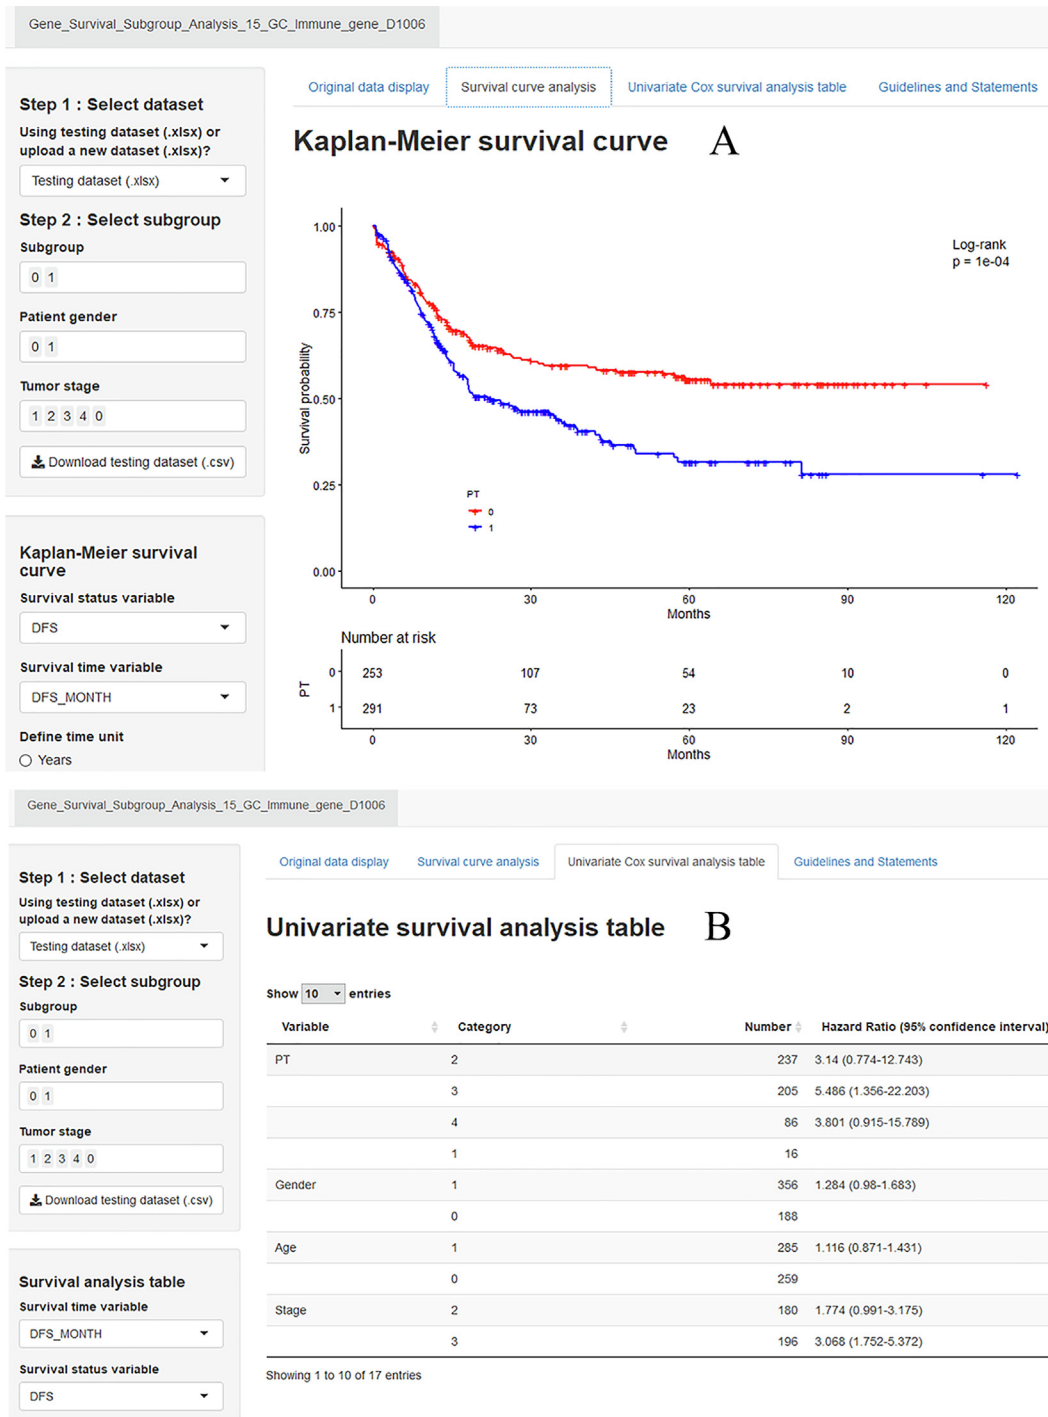 Gene_Survival_Subgroup_Analysis_15_GC_Immune_gene_D1006
Step 1 : Select dataset
Using testing dataset (.xlsx) or
upload a new dataset (.xlsx)?
Testing dataset (.xlsx)
Step 2 : Select subgroup
Subgroup
0 1
Patient gender
0 1
Tumor stage
1 2 3 4 0
Download testing dataset (.csv)
Kaplan-Meier survival
curve
Survival status variable
DFS
Survival time variable
DFS_MONTH
Define time unit
Years
Original data display Survival curve analysis Univariate Cox survival analysis table Guidelines and Statements
Kaplan-Meier survival curve A
Log-rank
p = 1e-04
1.00
0.75
0.50
0.25
0.00
Survival probability
PT
0
1
0 30 60 90 120
Months
Number at risk
PT
0 253 107 54 10 0
1 291 73 23 2 1
0 30 60 90 120
Months
Gene_Survival_Subgroup_Analysis_15_GC_Immune_gene_D1006
Step 1 : Select dataset
Using testing dataset (.xlsx) or
upload a new dataset (.xlsx)?
Testing dataset (.xlsx)
Step 2 : Select subgroup
Subgroup
0 1
Patient gender
0 1
Tumor stage
1 2 3 4 0
Download testing dataset (.csv)
Survival analysis table
Survival time variable
DFS_MONTH
Survival status variable
DFS
Original data display Survival curve analysis Univariate Cox survival analysis table Guidelines and Statements
Univariate survival analysis table B
Show 10 entries
Variable Category Number Hazard Ratio (95% confidence interval)
PT 2 237 3.14 (0.774-12.743)
3 205 5.486 (1.356-22.203)
4 86 3.801 (0.915-15.789)
1 16
Gender 1 356 1.284 (0.98-1.683)
0 188
Age 1 285 1.116 (0.871-1.431)
0 259
Stage 2 180 1.774 (0.991-3.175)
3 196 3.068 (1.752-5.372)
Showing 1 to 10 of 17 entries